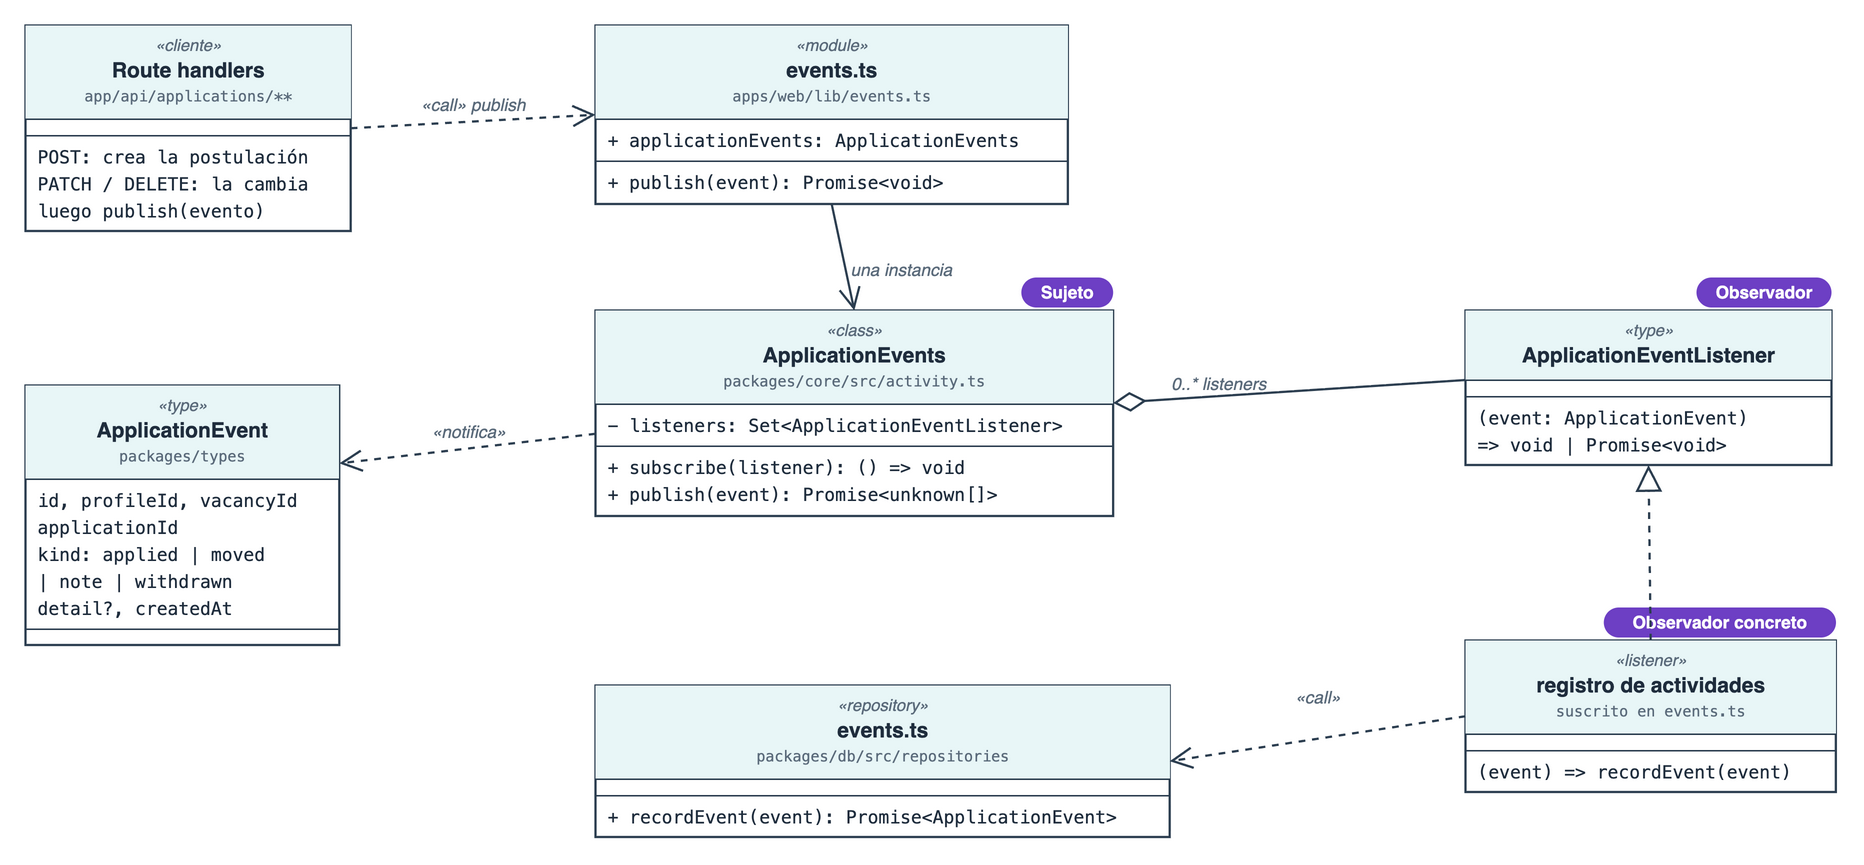 «cliente»
Route handlers
app/api/applications/**
POST: crea la postulación
PATCH / DELETE: la cambia
luego publish(evento)
«call» publish
«module»
events.ts
apps/web/lib/events.ts
+ applicationEvents: ApplicationEvents
+ publish(event): Promise<void>
una instancia
Sujeto
«class»
ApplicationEvents
packages/core/src/activity.ts
− listeners: Set<ApplicationEventListener>
+ subscribe(listener): () => void
+ publish(event): Promise<unknown[]>
0..* listeners
Observador
«type»
ApplicationEventListener
(event: ApplicationEvent)
=> void | Promise<void>
«notifica»
«type»
ApplicationEvent
packages/types
id, profileId, vacancyId
applicationId
kind: applied | moved
| note | withdrawn
detail?, createdAt
Observador concreto
«listener»
registro de actividades
suscrito en events.ts
(event) => recordEvent(event)
«call»
«repository»
events.ts
packages/db/src/repositories
+ recordEvent(event): Promise<ApplicationEvent>